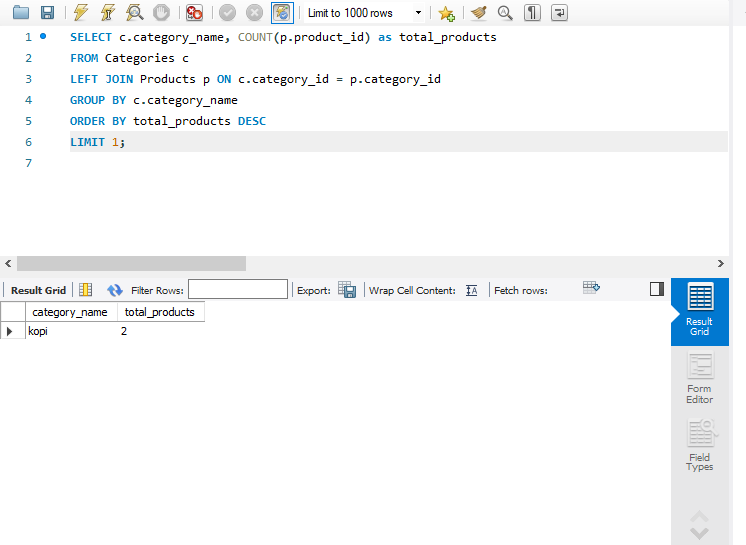 Limit to 1000 rows
1 SELECT c.category_name, COUNT(p.product_id) as total_products
2 FROM Categories c
3 LEFT JOIN Products p ON c.category_id = p.category_id
4 GROUP BY c.category_name
5 ORDER BY total_products DESC
6 LIMIT 1;
7
Result Grid Filter Rows: Export: Wrap Cell Content: IA Fetch rows:
category_name total_products
kopi 2
Result
Grid
Form
Editor
Field
Types